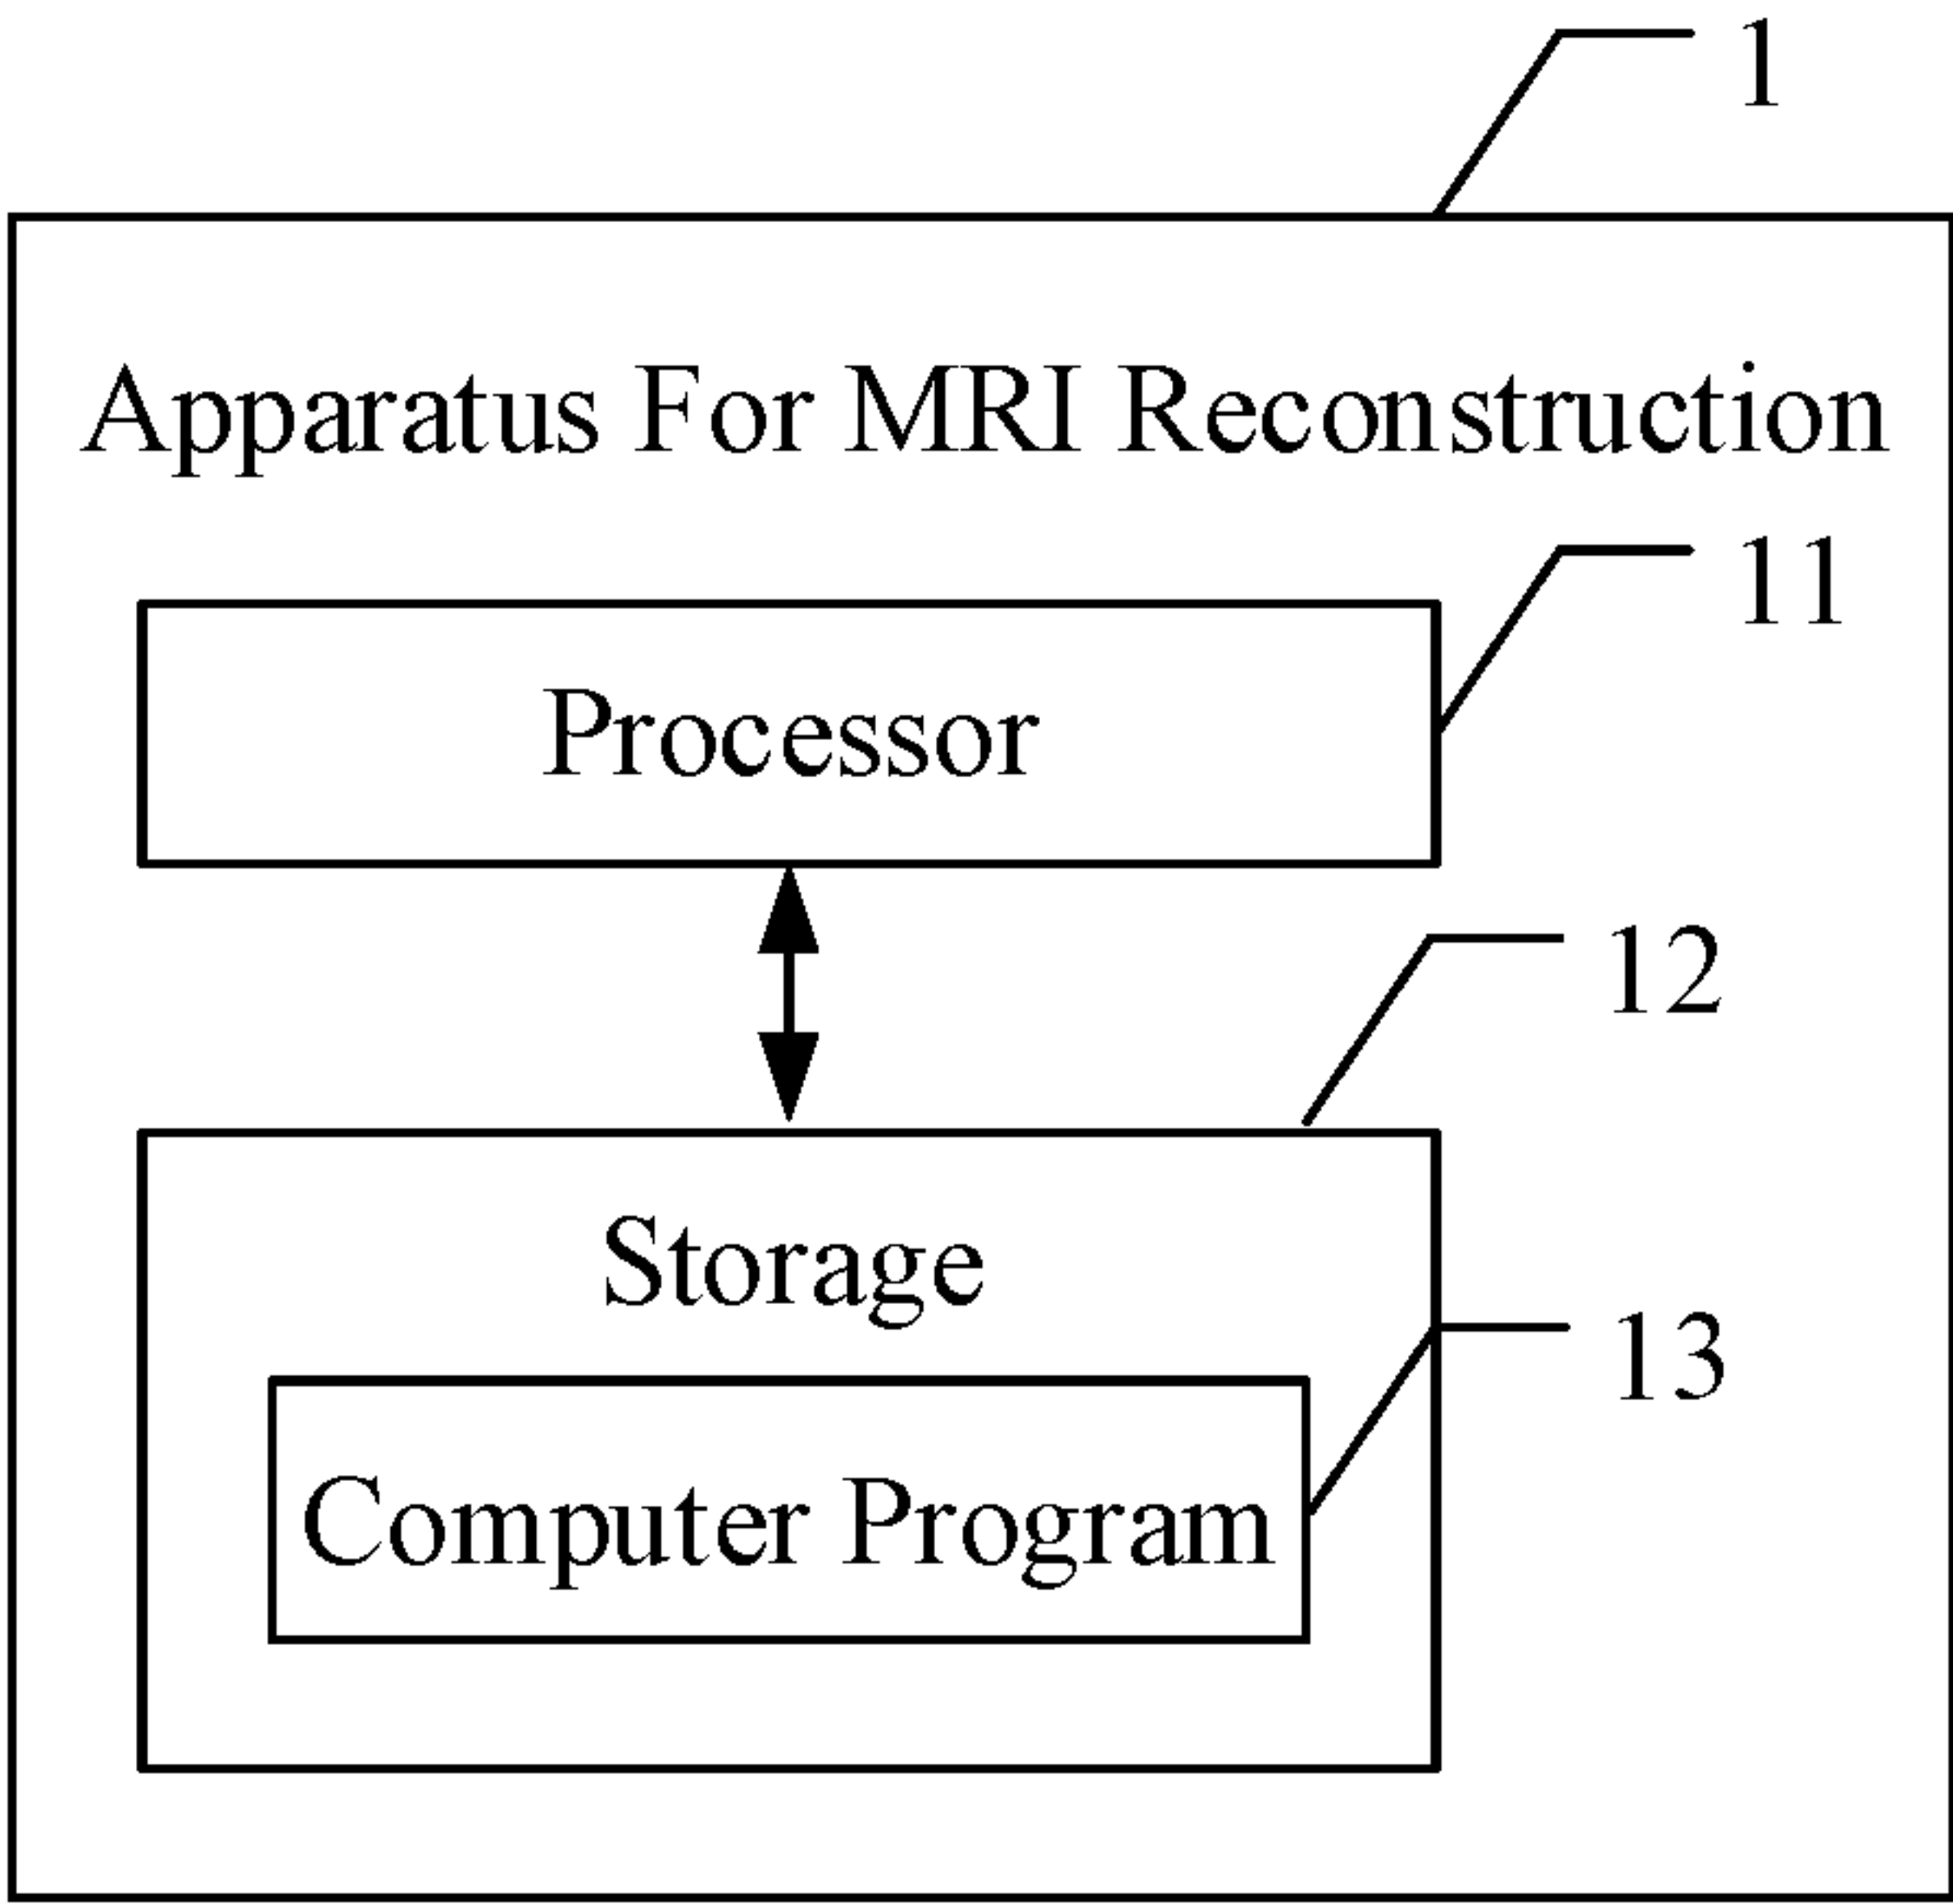 1
Apparatus For MRI Reconstruction
11
Processor
12
Storage
13
Computer Program